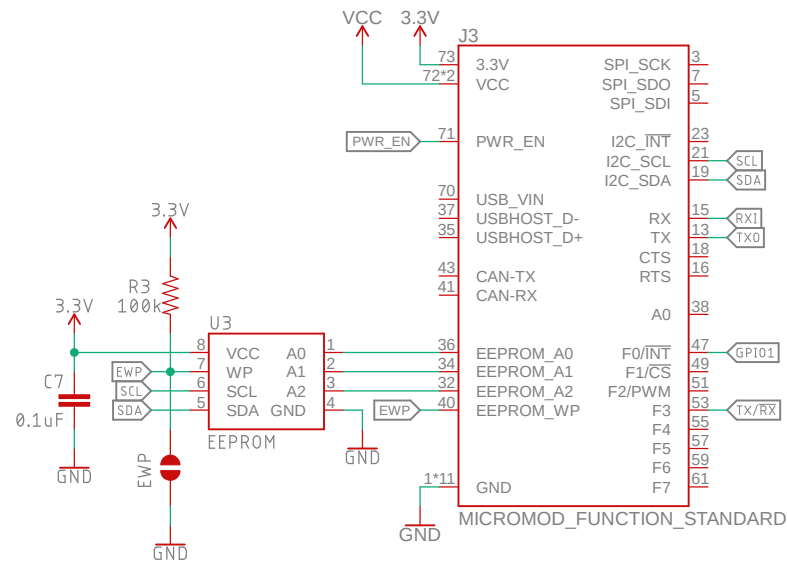 VCC 3.3V
J3
73 3.3V SPI_SCK 3
72*2 VCC SPI_SDO 7
SPI_SDI 5
PWR_EN 71 PWR_EN I2C_INT 23
I2C_SCL 21 SCL
I2C_SDA 19 SDA
70 USB_VIN
37 USBHOST_D- RX 15 RXI
35 USBHOST_D+ TX 13 TXO
CTS 18
43 CAN-TX RTS 16
41 CAN-RX
A0 38
36 EEPROM_A0 F0/INT 47 GPIO1
34 EEPROM_A1 F1/CS 49
32 EEPROM_A2 F2/PWM 51
EWP 40 EEPROM_WP F3 53 TX/RX
F4 55
F5 57
F6 59
1*11 GND F7 61
GND
MICROMOD_FUNCTION_STANDARD
3.3V
R3
100k
3.3V
U3
8 VCC A0 1
EWP 7 WP A1 2
SCL 6 SCL A2 3
SDA 5 SDA GND 4
EEPROM
C7
0.1uF
GND
EWP
GND
GND